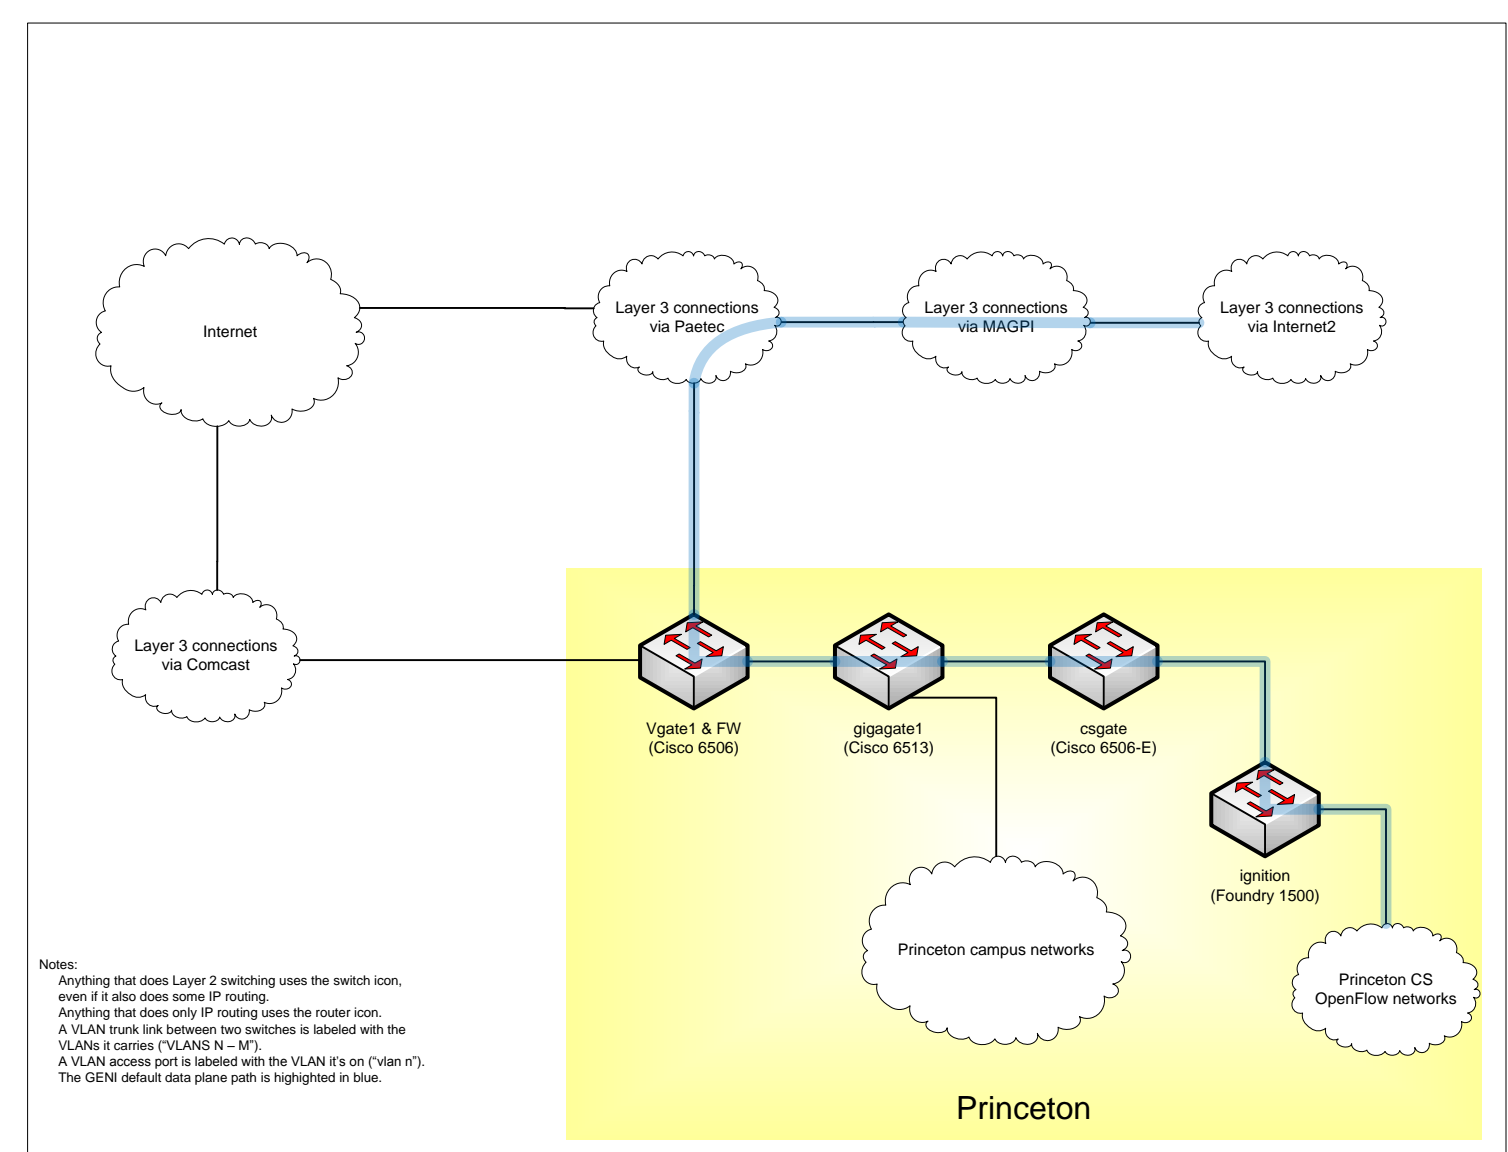 Layer 3 connections
via Paetec
Layer 3 connections
via MAGPI
Layer 3 connections
via Internet2
Internet
Layer 3 connections
via Comcast
Vgate1 & FW
(Cisco 6506)
gigagate1
(Cisco 6513)
csgate
(Cisco 6506-E)
ignition
(Foundry 1500)
Princeton campus networks
Princeton CS
OpenFlow networks
Notes:
Anything that does Layer 2 switching uses the switch icon,
even if it also does some IP routing.
Anything that does only IP routing uses the router icon.
A VLAN trunk link between two switches is labeled with the
VLANs it carries (“VLANS N – M”).
A VLAN access port is labeled with the VLAN it’s on (“vlan n”).
The GENI default data plane path is highighted in blue.
Princeton